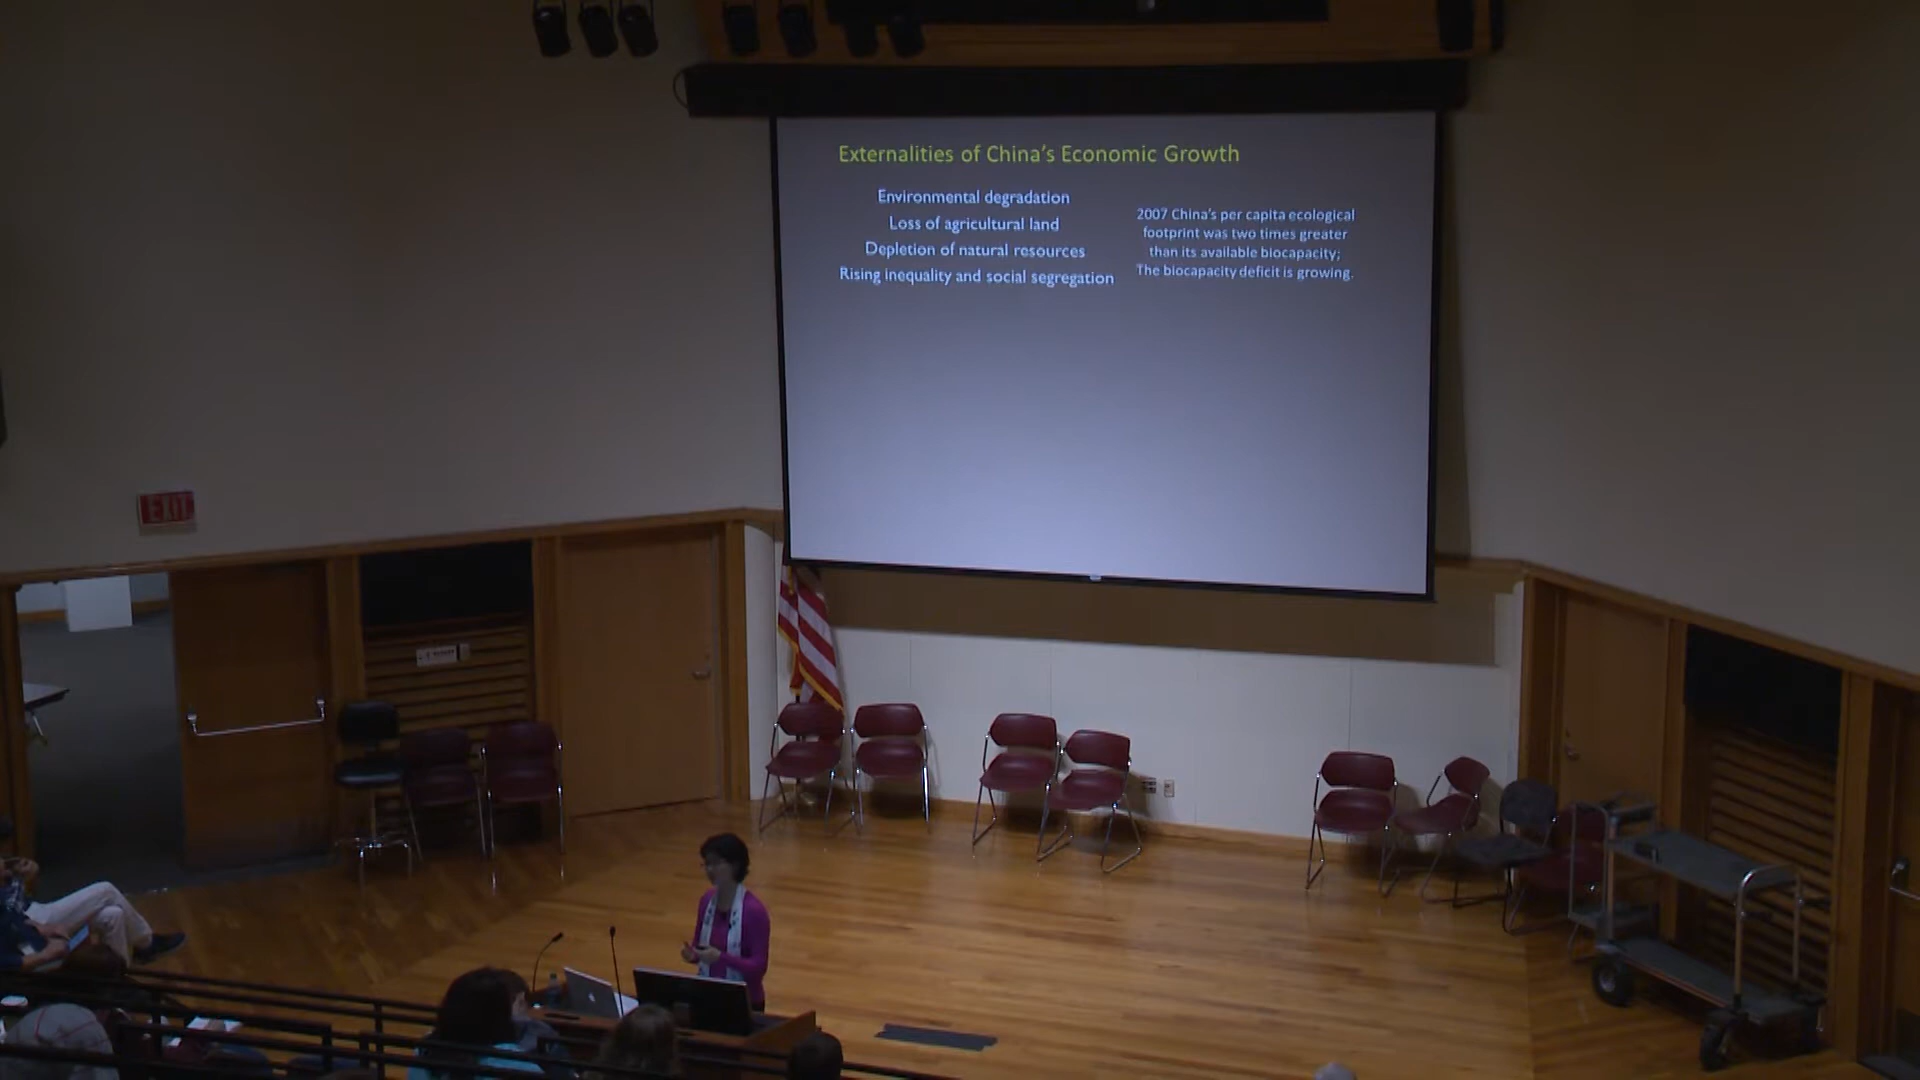 Externalities of China's Economic Growth
Environmental degradation
Loss of agricultural land
Depletion of natural resources
Rising inequality and social segregation
2007 China's per capita ecological
footprint was two times greater
than its available biocapacity;
The biocapacity deficit is growing.
EXIT